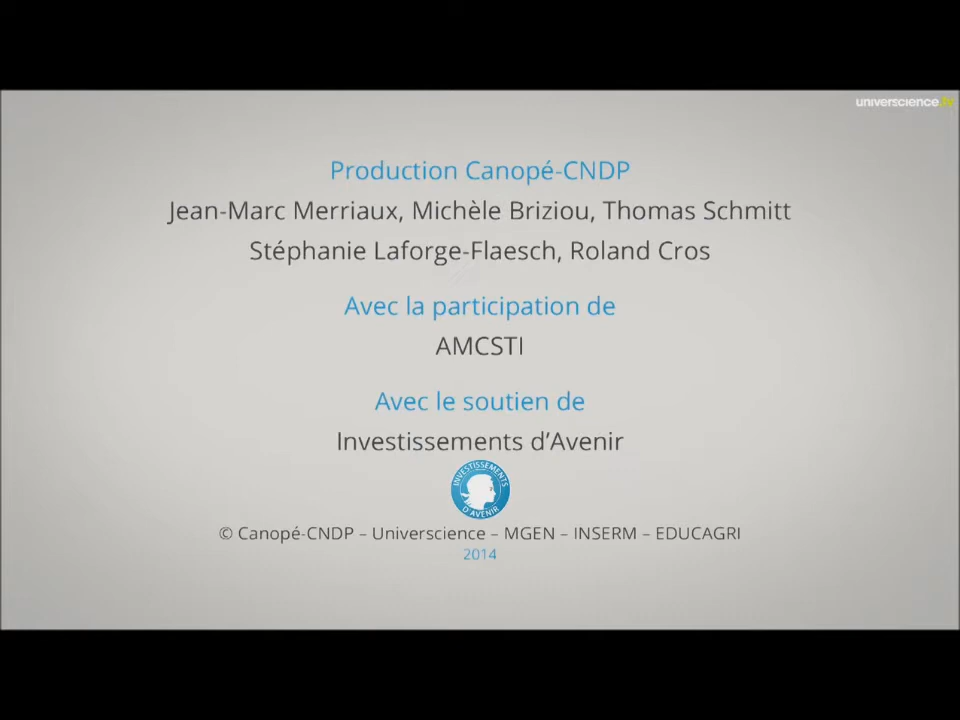 universcience.tv
Production Canopé-CNDP
Jean-Marc Merriaux, Michèle Briziou, Thomas Schmitt
Stéphanie Laforge-Flaesch, Roland Cros
Avec la participation de
AMCSTI
Avec le soutien de
Investissements d’Avenir
INVESTISSEMENTS
D'AVENIR
© Canopé-CNDP – Universcience – MGEN – INSERM – EDUCAGRI
2014